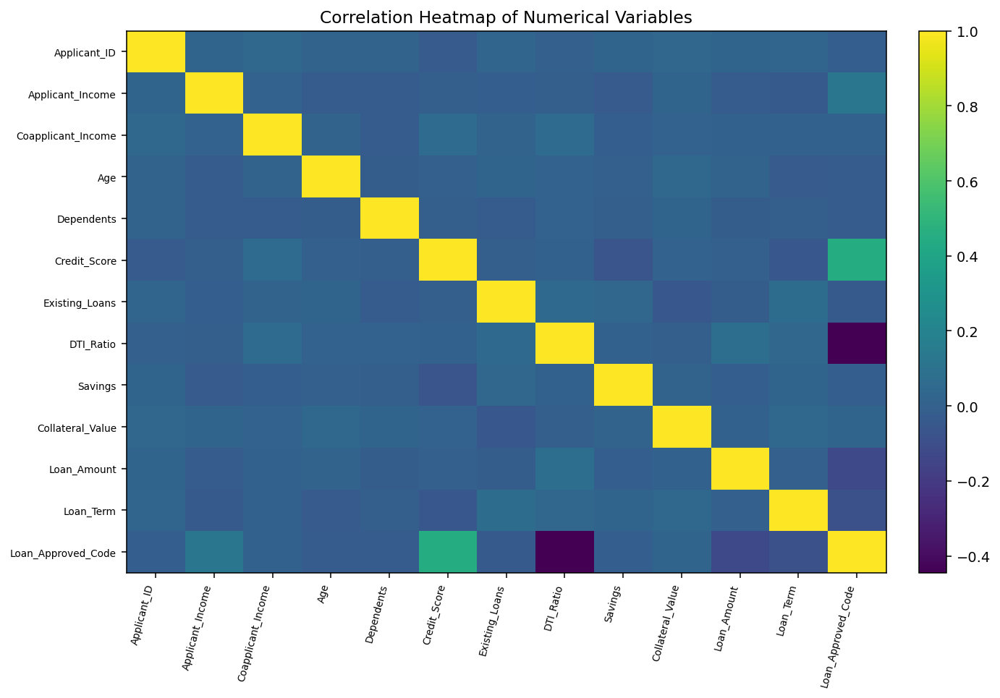 Correlation Heatmap of Numerical Variables
Applicant_ID
Applicant_Income
Coapplicant_Income
Age
Dependents
Credit_Score
Existing_Loans
DTI_Ratio
Savings
Collateral_Value
Loan_Amount
Loan_Term
Loan_Approved_Code
Applicant_ID
Applicant_Income
Coapplicant_Income
Age
Dependents
Credit_Score
Existing_Loans
DTI_Ratio
Savings
Collateral_Value
Loan_Amount
Loan_Term
Loan_Approved_Code
1.0
0.8
0.6
0.4
0.2
0.0
−0.2
−0.4